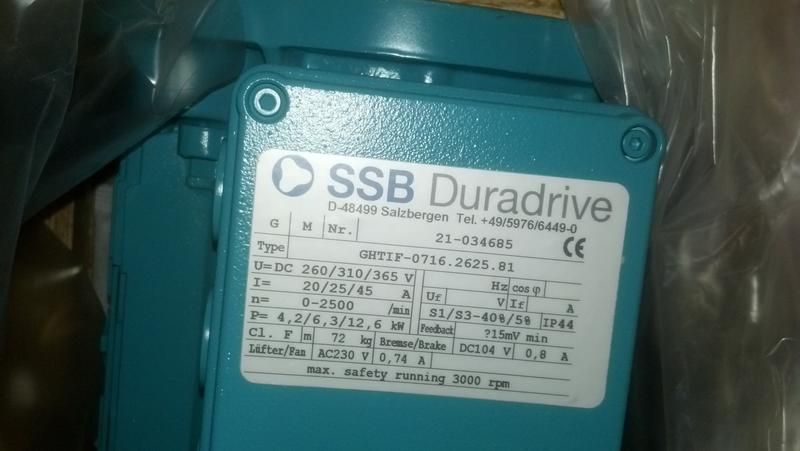 SSB Duradrive
D-48499 Salzbergen Tel. +49/5976/6449-0
G M Nr. 21-034685 CE
Type GHTIF-0716.2625.81
U= DC 260/310/365 V Hz cos φ
I= 20/25/45 A Uf V If A
n= 0-2500 /min S1/S3-40%/5% IP44
P= 4,2/6,3/12,6 kW Feedback ?15mV min
Cl. F m 72 kg Bremse/Brake DC104 V 0,8 A
Lüfter/Fan AC230 V 0,74 A
max. safety running 3000 rpm